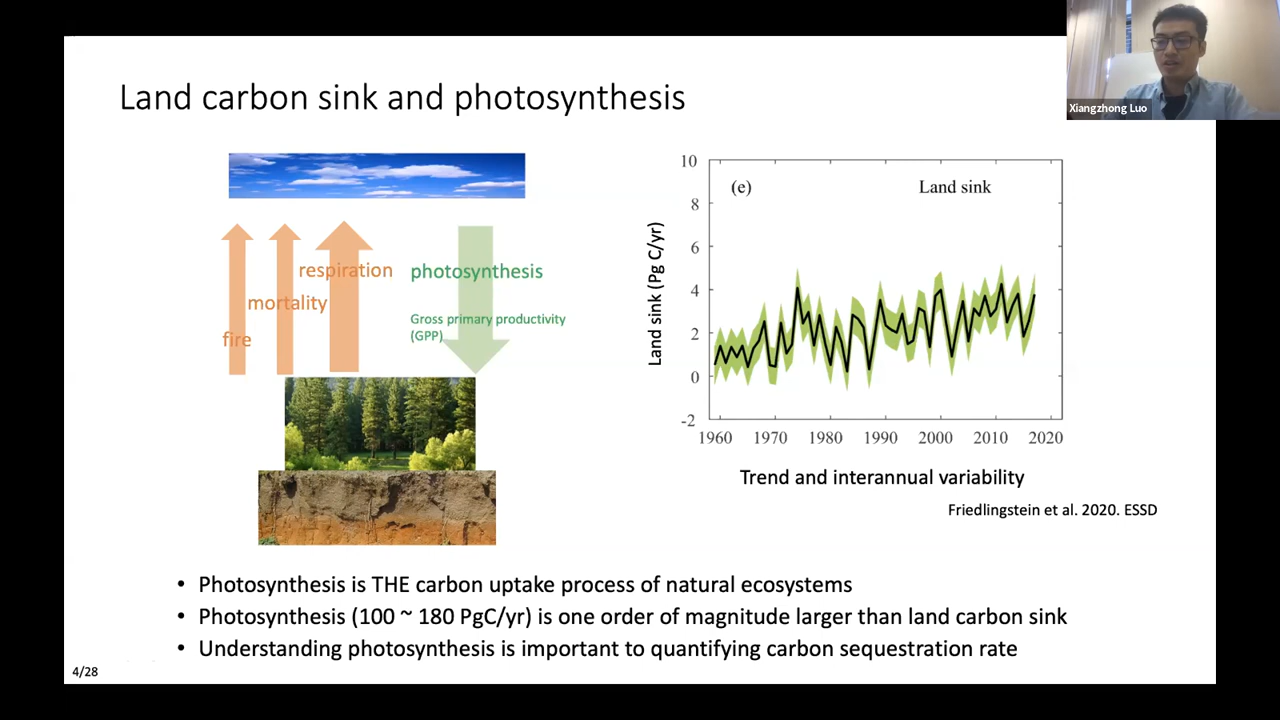 Xiangzhong Luo
Land carbon sink and photosynthesis
respiration
mortality
fire
photosynthesis
Gross primary productivity
(GPP)
(e)
Land sink
Land sink (Pg C/yr)
10
8
6
4
2
0
-2
1960 1970 1980 1990 2000 2010 2020
Trend and interannual variability
Friedlingstein et al. 2020. ESSD
• Photosynthesis is THE carbon uptake process of natural ecosystems
• Photosynthesis (100 ~ 180 PgC/yr) is one order of magnitude larger than land carbon sink
• Understanding photosynthesis is important to quantifying carbon sequestration rate
4/28